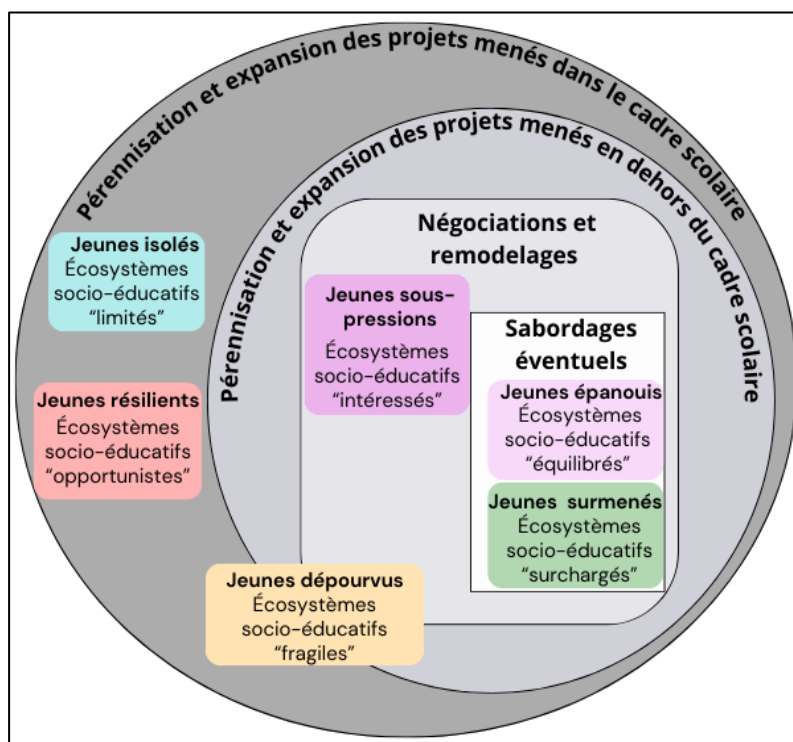 Pérennisation et expansion des projets menés dans le cadre scolaire
Pérennisation et expansion des projets menés en dehors du cadre scolaire
Négociations et
remodelages
Jeunes isolés
Écosystèmes
socio-éducatifs
“limités”
Jeunes sous-
pressions
Écosystèmes
socio-éducatifs
“intéressés”
Sabordages
éventuels
Jeunes résilients
Écosystèmes
socio-éducatifs
“opportunistes”
Jeunes épanouis
Écosystèmes
socio-éducatifs
“équilibrés”
Jeunes surmenés
Écosystèmes
socio-éducatifs
“surchargés”
Jeunes dépourvus
Écosystèmes
socio-éducatifs
“fragiles”